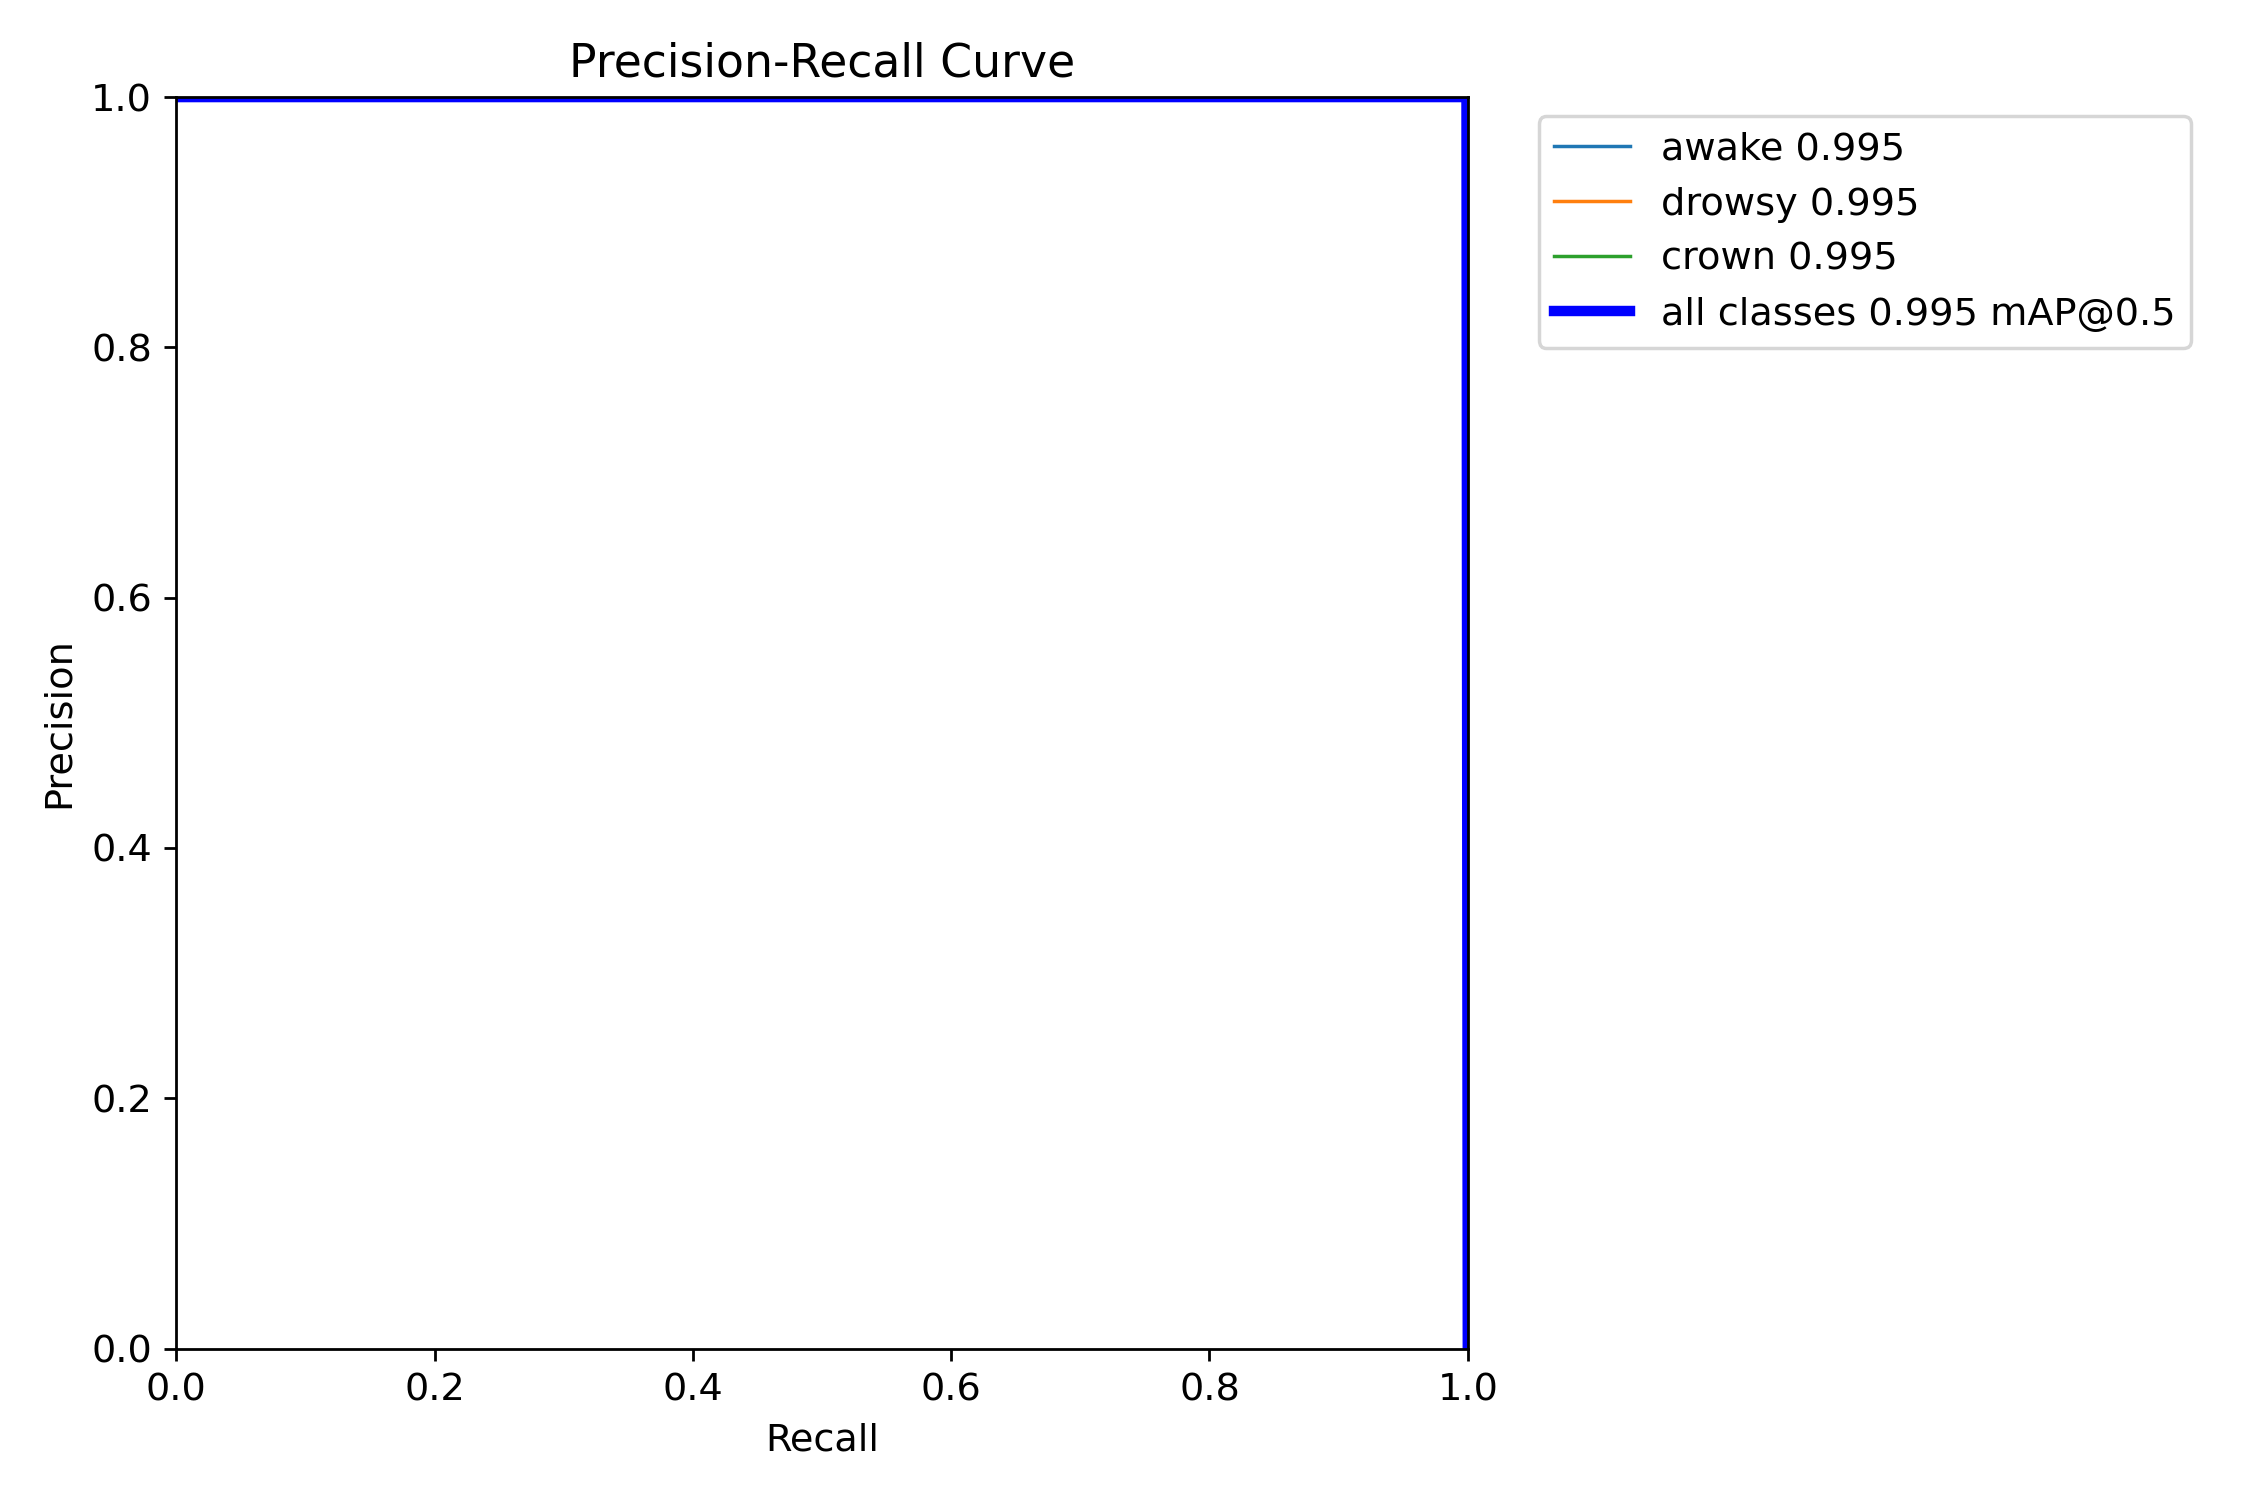 Precision-Recall Curve
1.0
0.8
0.6
0.4
0.2
0.0
Precision
0.0 0.2 0.4 0.6 0.8 1.0
Recall
awake 0.995
drowsy 0.995
crown 0.995
all classes 0.995 mAP@0.5